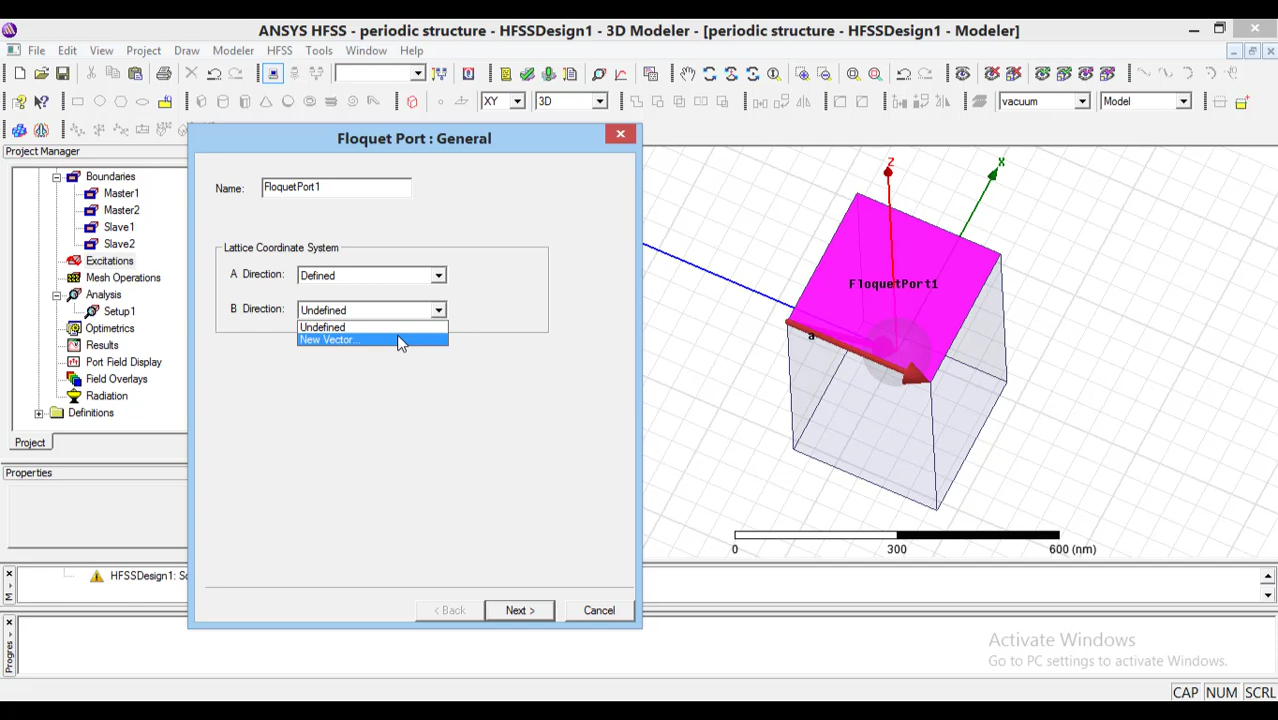 ANSYS HFSS - periodic structure - HFSSDesign1 - 3D Modeler - [periodic structure - HFSSDesign1 - Modeler]
File Edit View Project Draw Modeler HFSS Tools Window Help
XY 3D vacuum Model
Project Manager
Boundaries
Master1
Master2
Slave1
Slave2
Excitations
Mesh Operations
Analysis
Setup1
Optimetrics
Results
Port Field Display
Field Overlays
Radiation
Definitions
Project
Properties
Floquet Port : General
Name: FloquetPort1
Lattice Coordinate System
A Direction: Defined
B Direction: Undefined
Undefined
New Vector...
< Back Next > Cancel
Z
X
FloquetPort1
a
0 300 600 (nm)
M
HFSSDesign1: So
Progres
Activate Windows
Go to PC settings to activate Windows.
CAP NUM SCRL